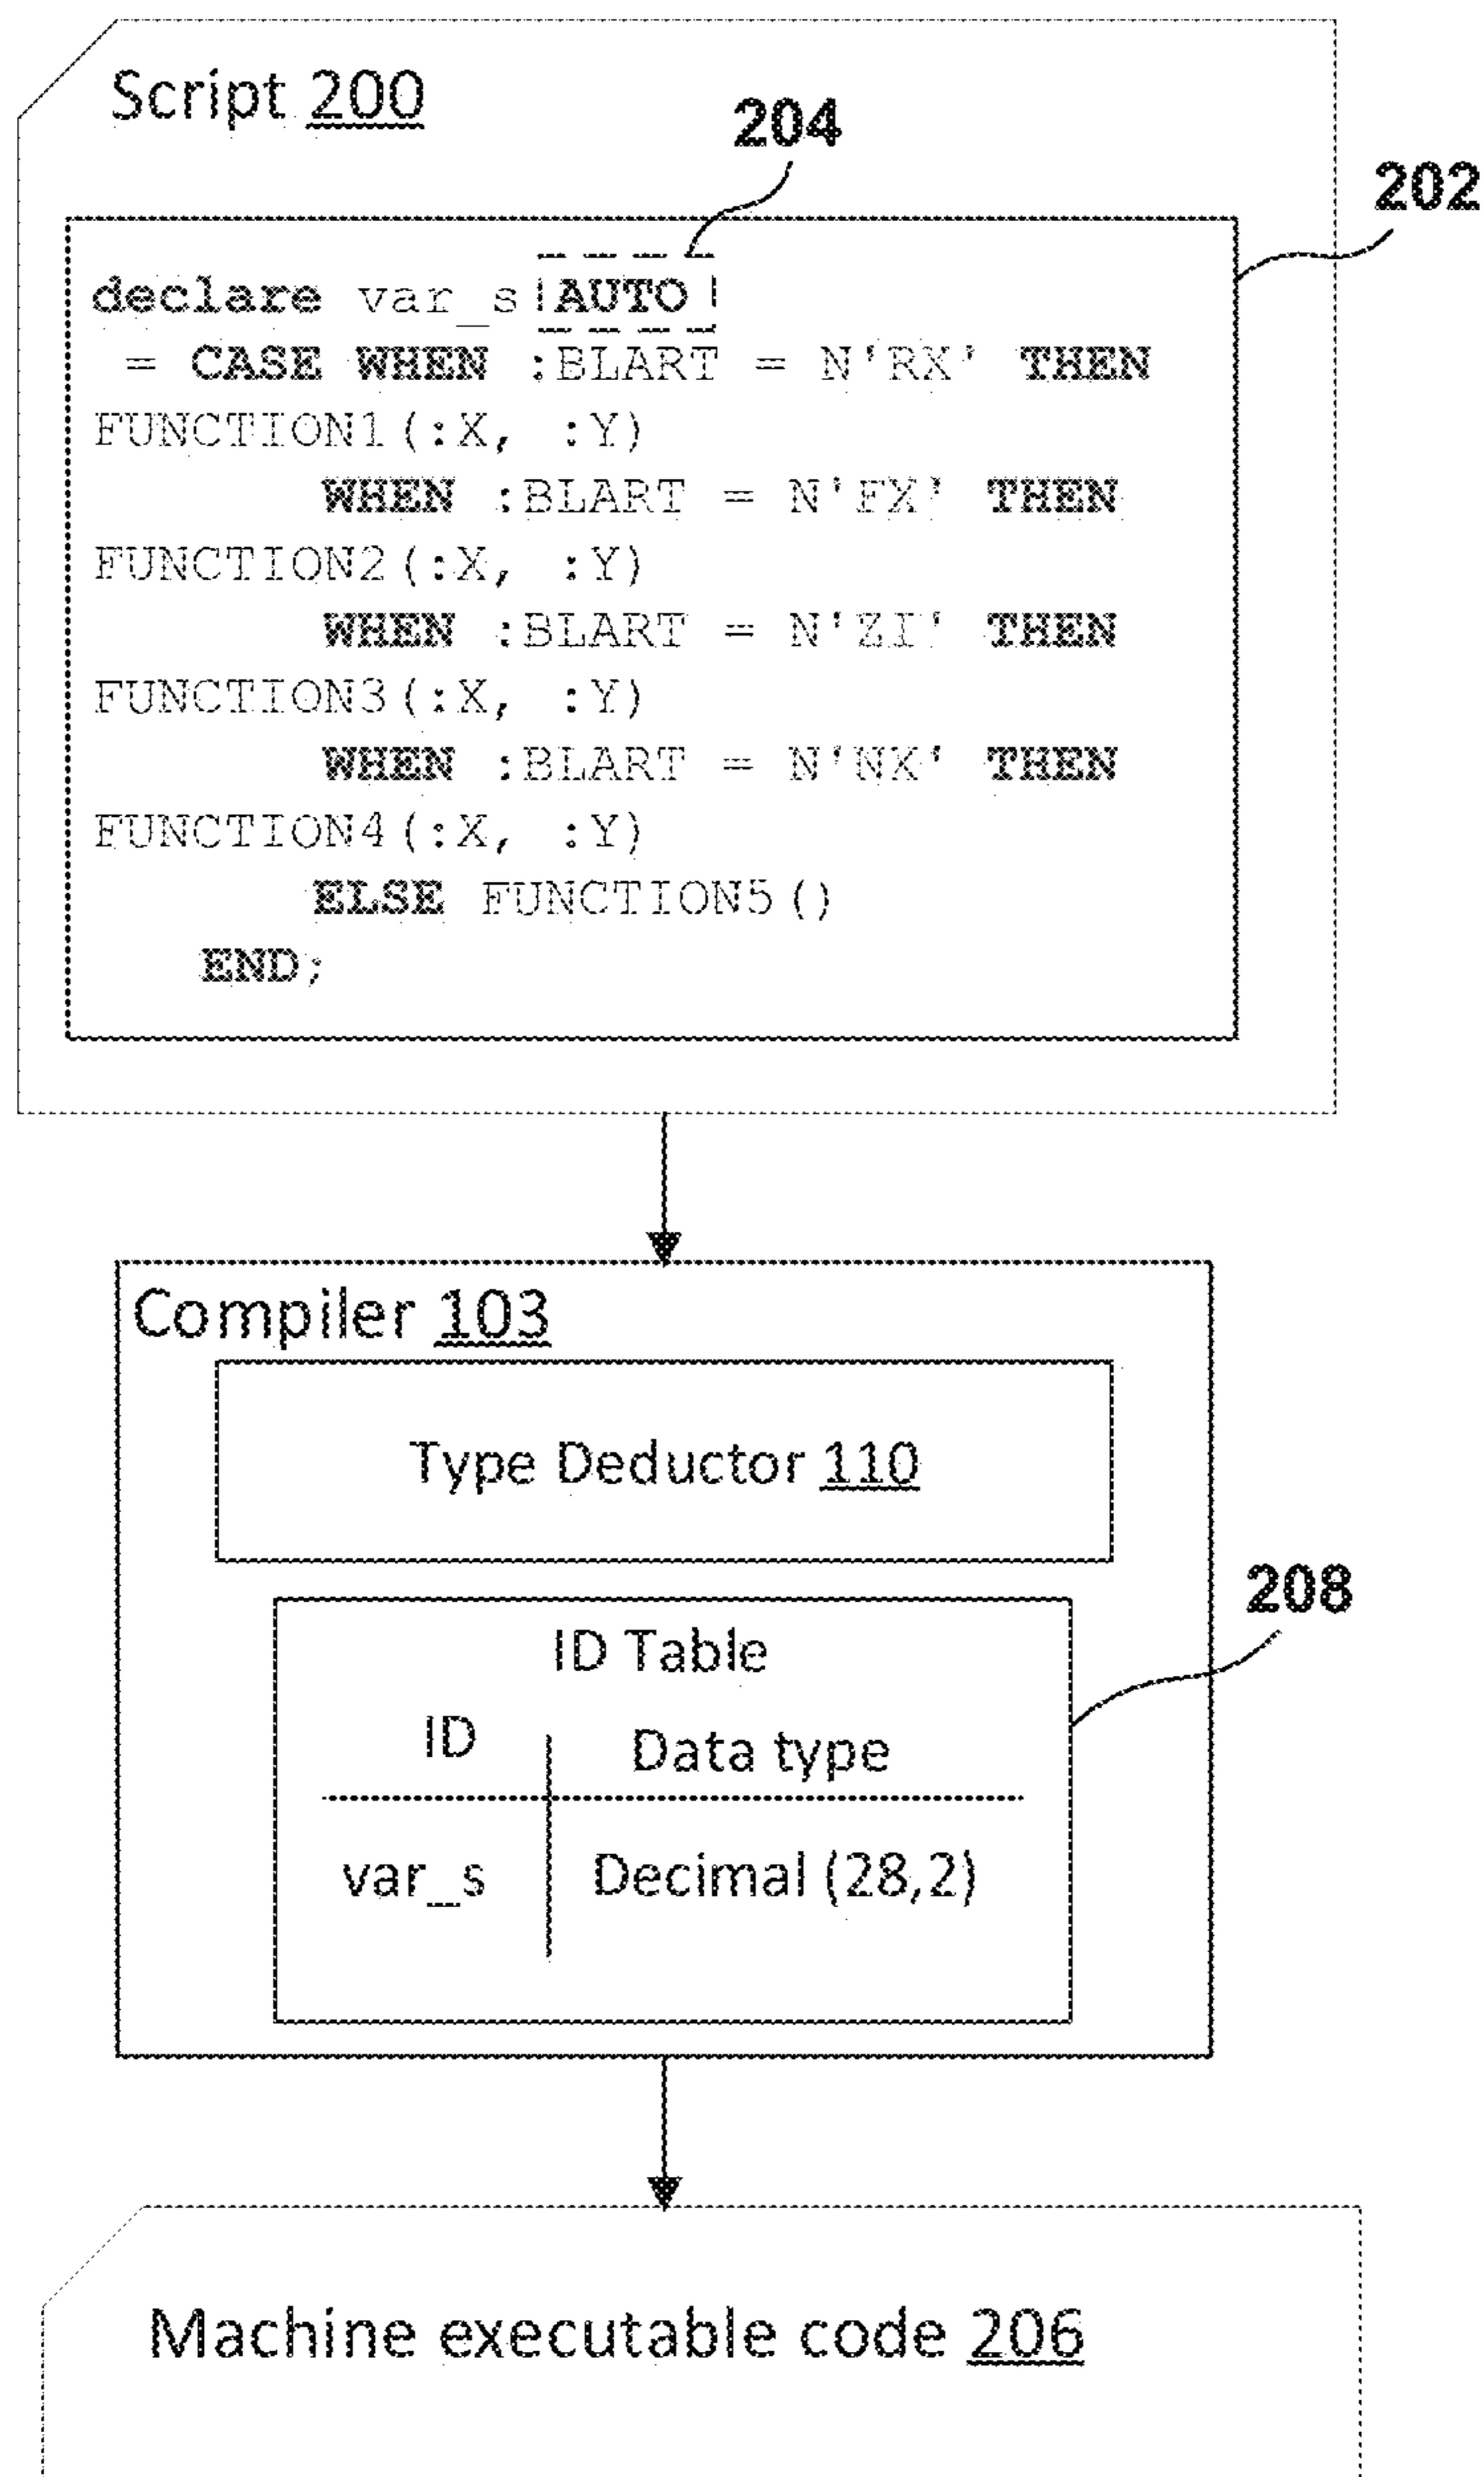 Script 200
204
202
declare var_s AUTO
= CASE WHEN :BLART = N'RX' THEN
FUNCTION1(:X, :Y)
WHEN :BLART = N'FX' THEN
FUNCTION2(:X, :Y)
WHEN :BLART = N'ZI' THEN
FUNCTION3(:X, :Y)
WHEN :BLART = N'NX' THEN
FUNCTION4(:X, :Y)
ELSE FUNCTION5()
END;
Compiler 103
Type Deductor 110
208
ID Table
ID Data type
var_s Decimal (28,2)
Machine executable code 206